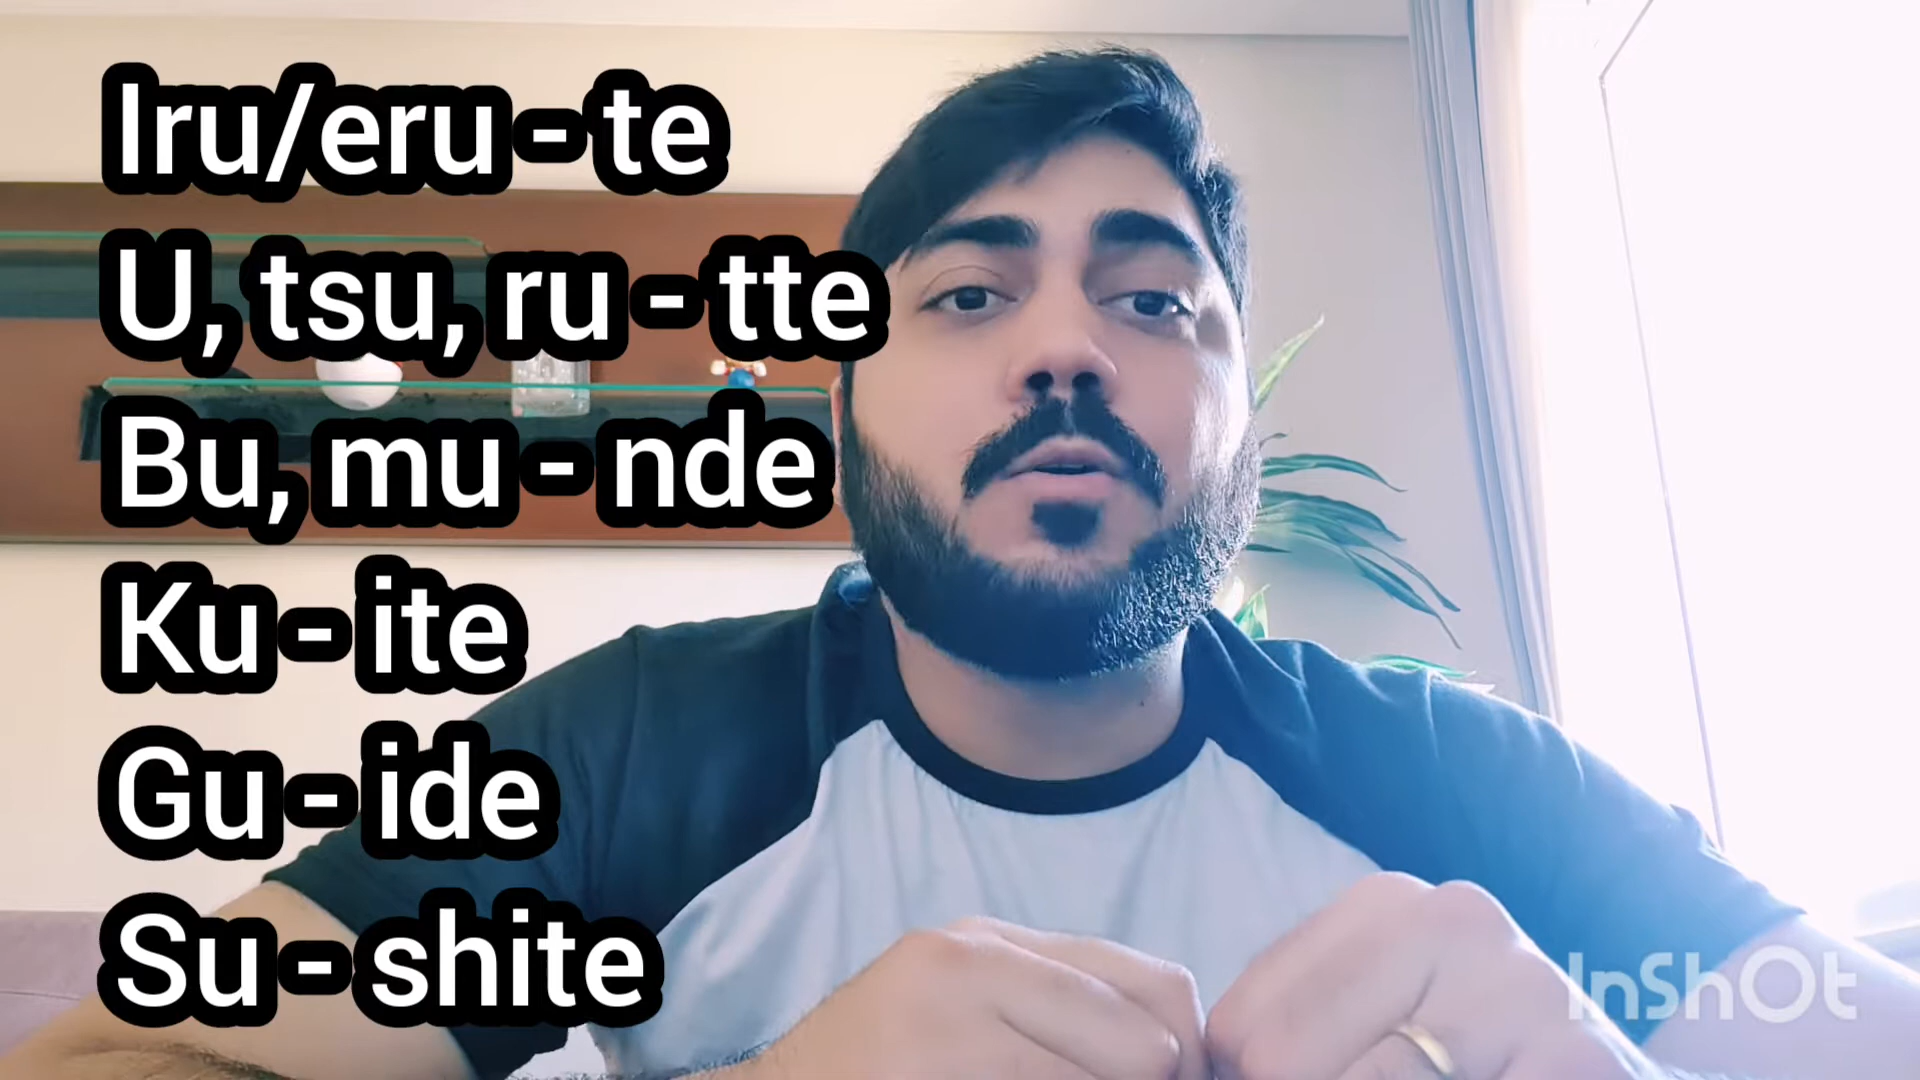 Iru/eru - te
U, tsu, ru - tte
Bu, mu - nde
Ku - ite
Gu - ide
Su - shite
InShOt